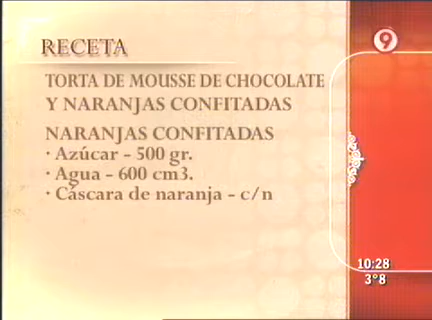 RECETA
9
TORTA DE MOUSSE DE CHOCOLATE
Y NARANJAS CONFITADAS
NARANJAS CONFITADAS
· Azúcar – 500 gr.
· Agua – 600 cm3.
· Cáscara de naranja – c/n
10:28
3°8